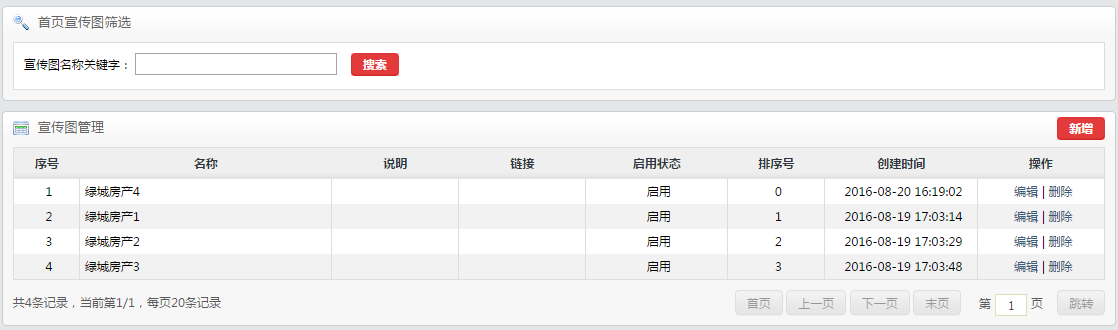 首页宣传图筛选
宣传图名称关键字： 搜索
宣传图管理 新增
序号 名称 说明 链接 启用状态 排序号 创建时间 操作
1 绿城房产4 启用 0 2016-08-20 16:19:02 编辑 | 删除
2 绿城房产1 启用 1 2016-08-19 17:03:14 编辑 | 删除
3 绿城房产2 启用 2 2016-08-19 17:03:29 编辑 | 删除
4 绿城房产3 启用 3 2016-08-19 17:03:48 编辑 | 删除
共4条记录，当前第1/1，每页20条记录 首页 上一页 下一页 末页 第 1 页 跳转